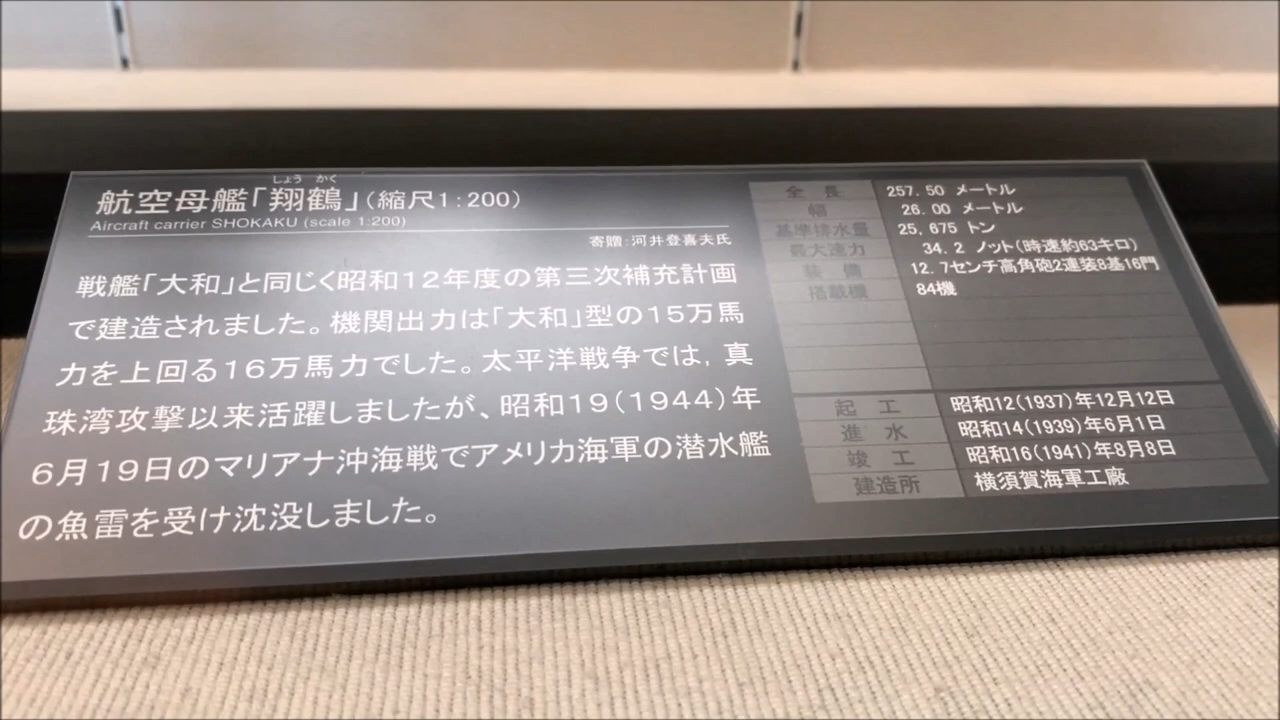 しょう かく
航空母艦「翔鶴」(縮尺1:200)
Aircraft carrier SHOKAKU (scale 1:200)
寄贈:河井登喜夫氏
戦艦「大和」と同じく昭和12年度の第三次補充計画
で建造されました。機関出力は「大和」型の15万馬
力を上回る16万馬力でした。太平洋戦争では,真
珠湾攻撃以来活躍しましたが、昭和19(1944)年
6月19日のマリアナ沖海戦でアメリカ海軍の潜水艦
の魚雷を受け沈没しました。
全長 257.50 メートル
幅 26.00 メートル
基準排水量 25,675 トン
最大速力 34.2 ノット(時速約63キロ)
装備 12.7センチ高角砲2連装8基16門
搭載機 84機
起工 昭和12(1937)年12月12日
進水 昭和14(1939)年6月1日
竣工 昭和16(1941)年8月8日
建造所 横須賀海軍工廠